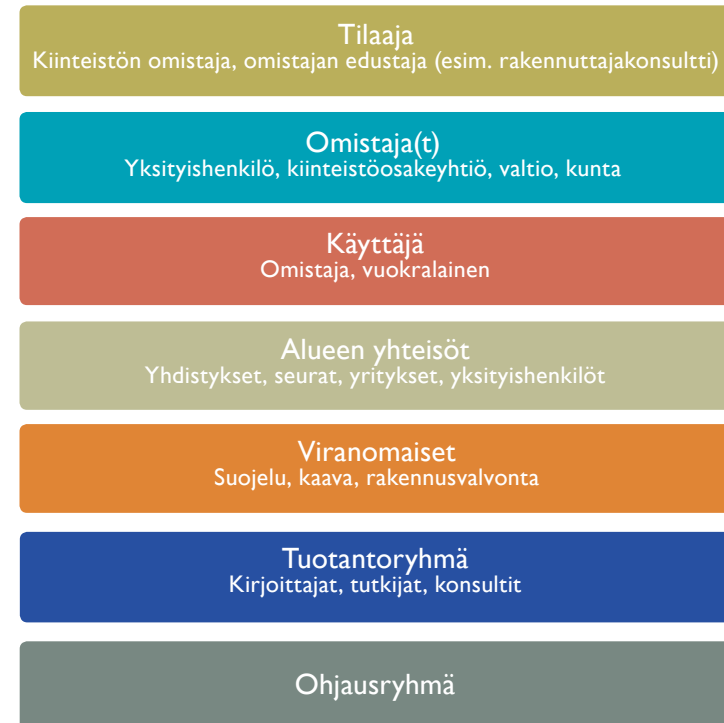 Tilaaja
Kiinteistön omistaja, omistajan edustaja (esim. rakennuttajakonsultti)
Omistaja(t)
Yksityishenkilö, kiinteistöosakeyhtiö, valtio, kunta
Käyttäjä
Omistaja, vuokralainen
Alueen yhteisöt
Yhdistykset, seurat, yritykset, yksityishenkilöt
Viranomaiset
Suojelu, kaava, rakennusvalvonta
Tuotantoryhmä
Kirjoittajat, tutkijat, konsultit
Ohjausryhmä